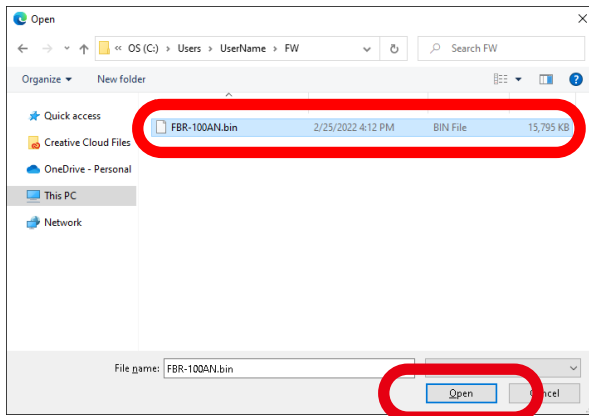 Open
« OS (C:) › Users › UserName › FW
Search FW
Organize
New folder
Quick access
FBR-100AN.bin 2/25/2022 4:12 PM BIN File 15,795 KB
Creative Cloud Files
OneDrive - Personal
This PC
Network
File name: FBR-100AN.bin
Open